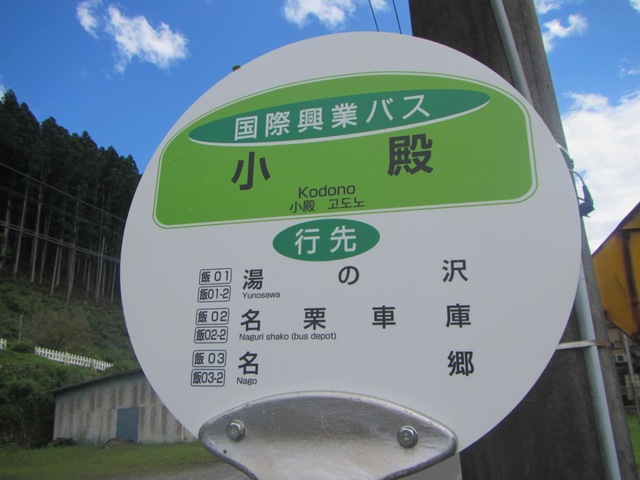 国際興業バス
小殿
Kodono
小殿 고도노
行先
飯01 湯の沢
飯01-2 Yunosawa
飯02 名栗車庫
飯02-2 Naguri shako (bus depot)
飯03 名郷
飯03-2 Nago